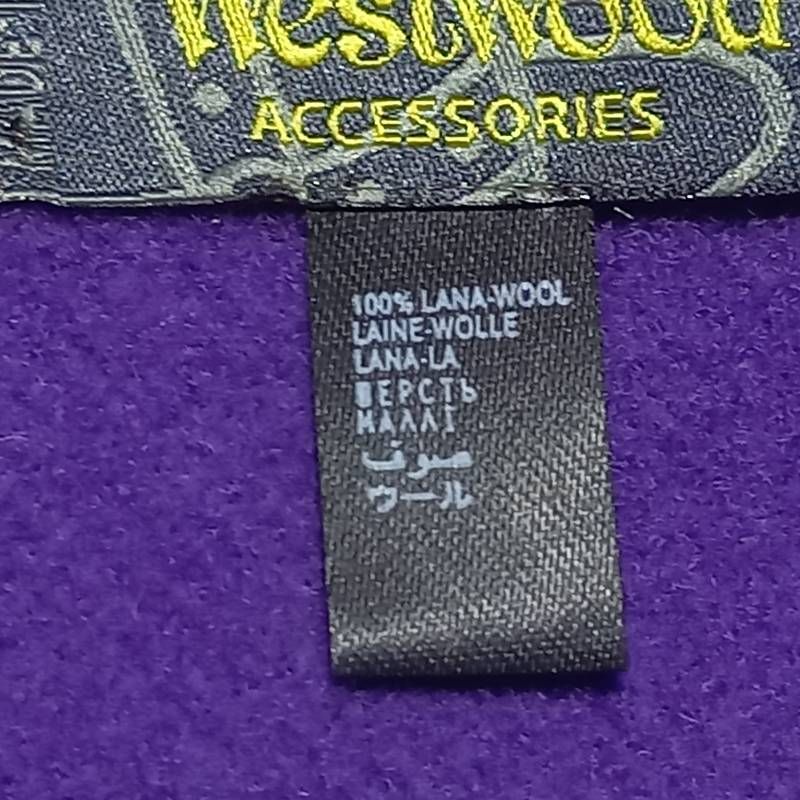 Westwood
ACCESSORIES
100% LANA-WOOL
LAINE-WOLLE
LANA-LA
ШЕРСТЬ
ΜΑΛΛΙ
صوف
ウール